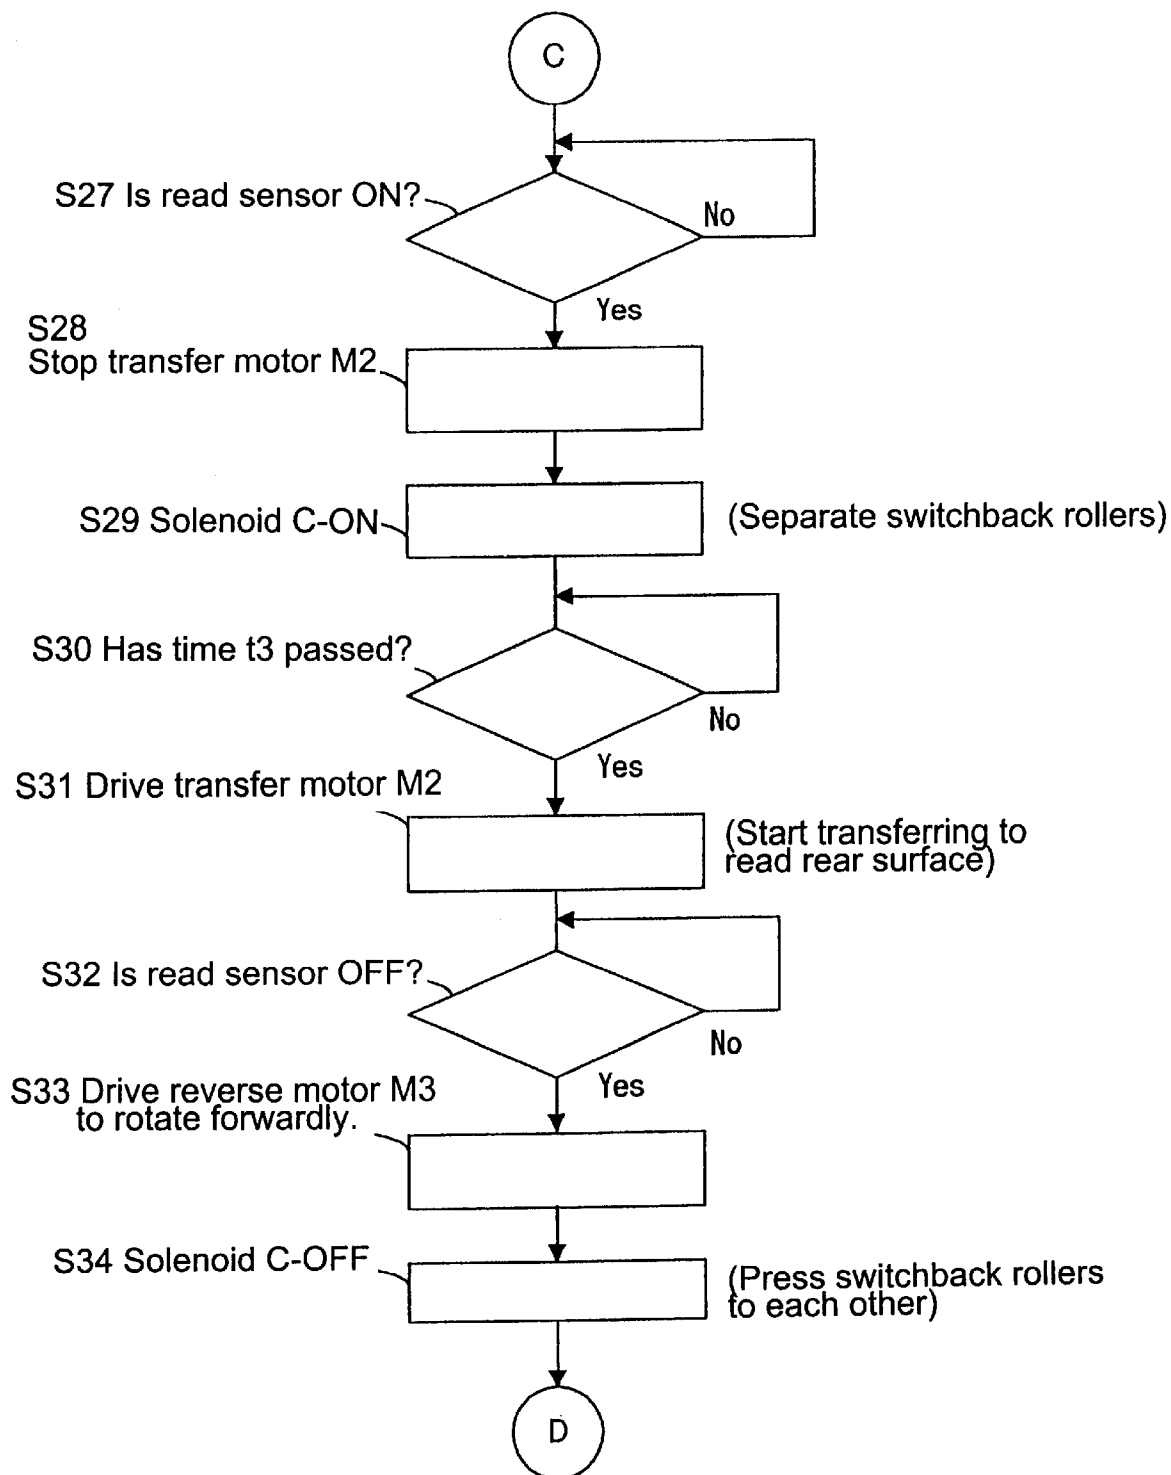 C
S27 Is read sensor ON?
No
Yes
S28
Stop transfer motor M2
S29 Solenoid C-ON
(Separate switchback rollers)
S30 Has time t3 passed?
No
Yes
S31 Drive transfer motor M2
(Start transferring to
read rear surface)
S32 Is read sensor OFF?
No
Yes
S33 Drive reverse motor M3
to rotate forwardly.
S34 Solenoid C-OFF
(Press switchback rollers
to each other)
D